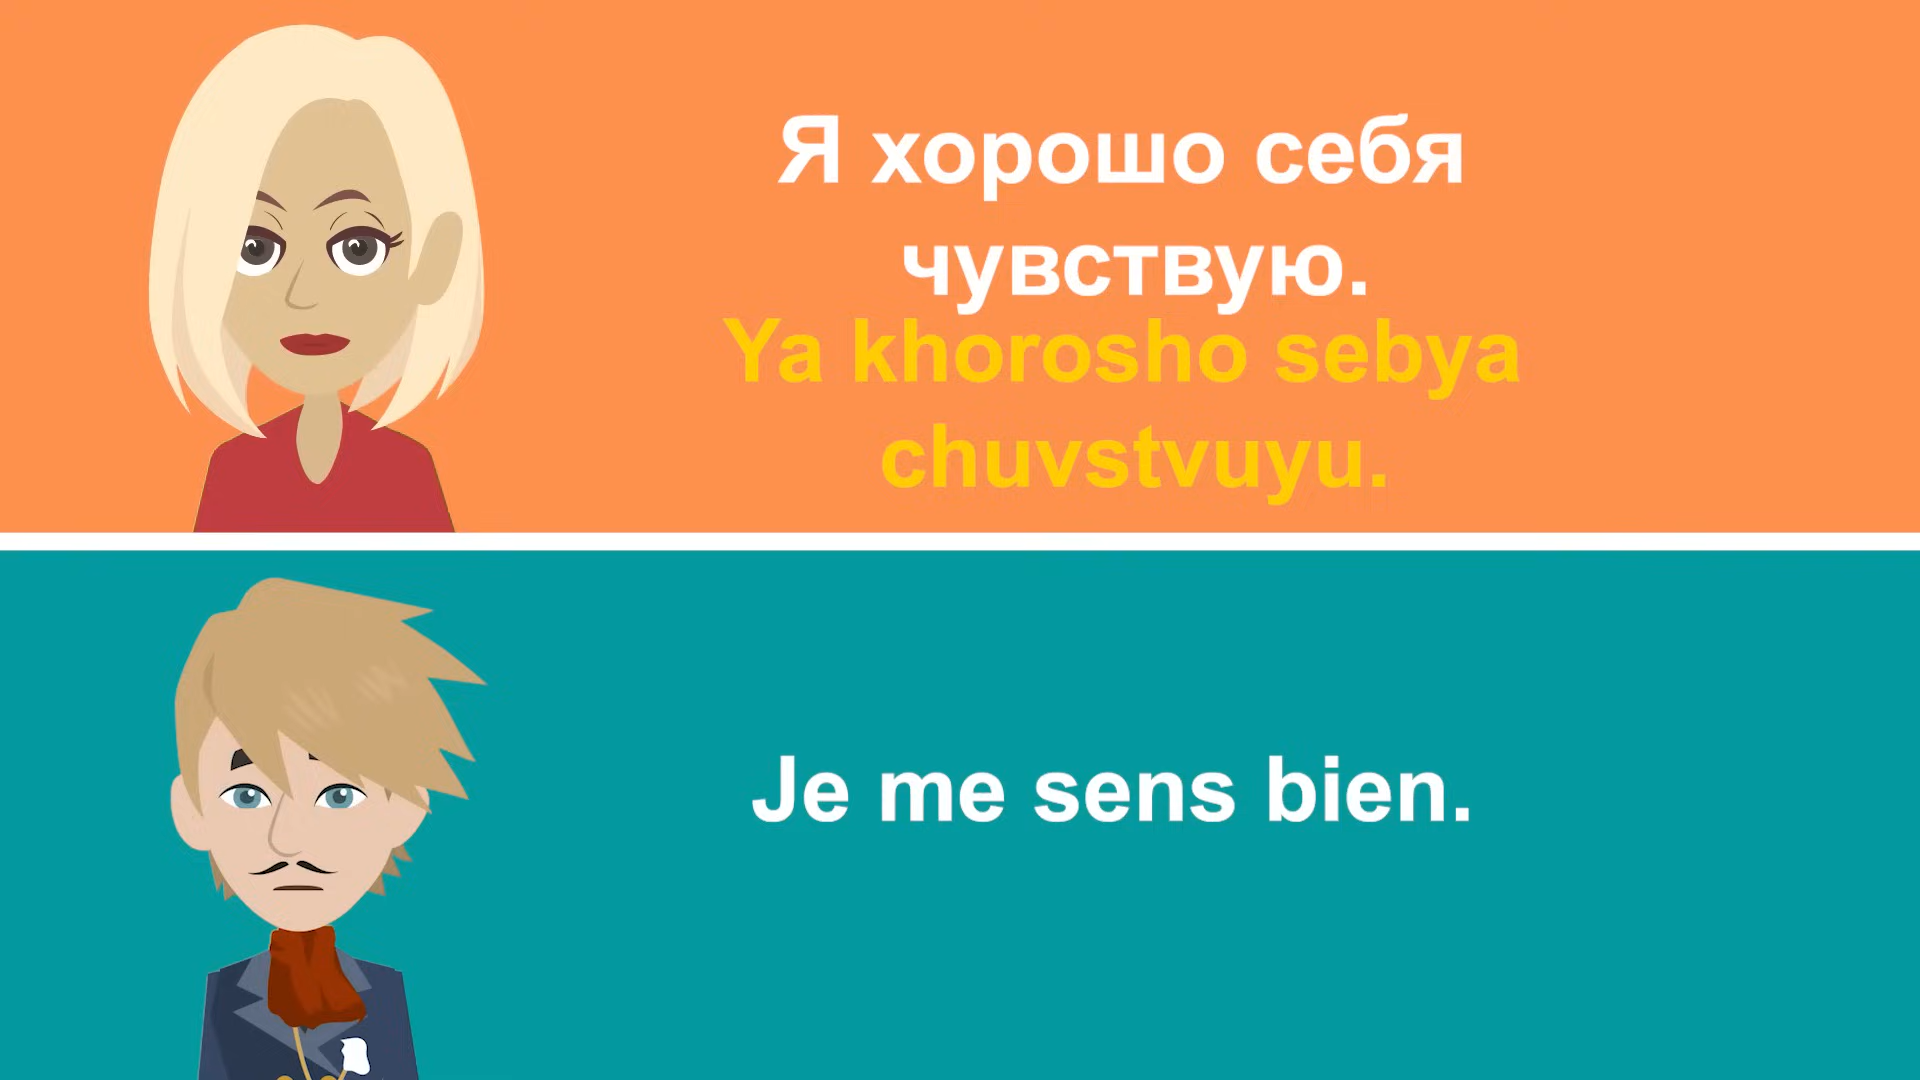 Я хорошо себя
чувствую.
Ya khorosho sebya
chuvstvuyu.
Je me sens bien.